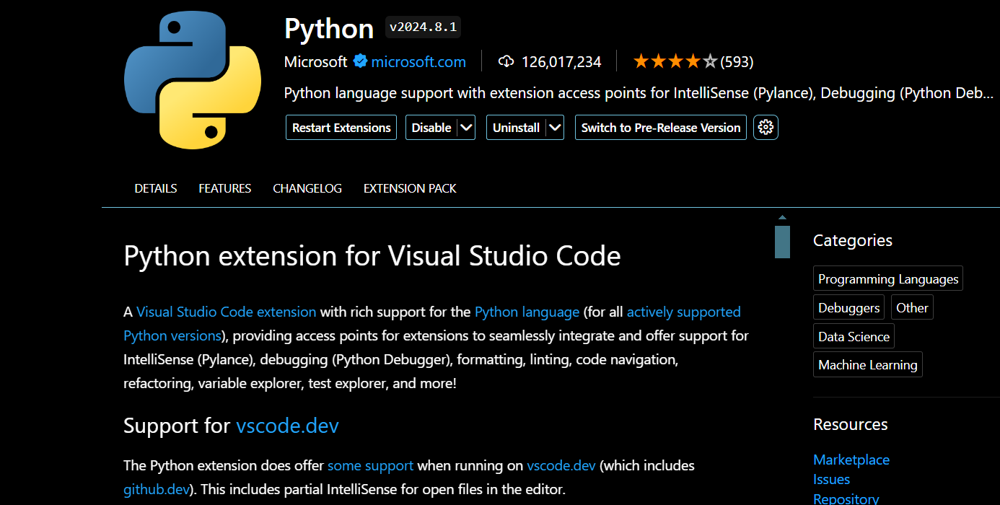 Python v2024.8.1
Microsoft microsoft.com 126,017,234 (593)
Python language support with extension access points for IntelliSense (Pylance), Debugging (Python Deb...
Restart Extensions Disable Uninstall Switch to Pre-Release Version
DETAILS FEATURES CHANGELOG EXTENSION PACK
Python extension for Visual Studio Code
A Visual Studio Code extension with rich support for the Python language (for all actively supported
Python versions), providing access points for extensions to seamlessly integrate and offer support for
IntelliSense (Pylance), debugging (Python Debugger), formatting, linting, code navigation,
refactoring, variable explorer, test explorer, and more!
Support for vscode.dev
The Python extension does offer some support when running on vscode.dev (which includes
github.dev). This includes partial IntelliSense for open files in the editor.
Categories
Programming Languages
Debuggers Other
Data Science
Machine Learning
Resources
Marketplace
Issues
Repository